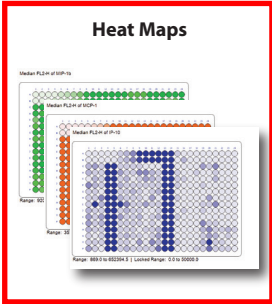 Heat Maps
Median FL2-H of MIP-1b
Median FL2-H of MCP-1
Median FL2-H of IP-10
Range:
Range:
Range: 989.0 to 652394.5 | Locked Range: 0.0 to 50000.0